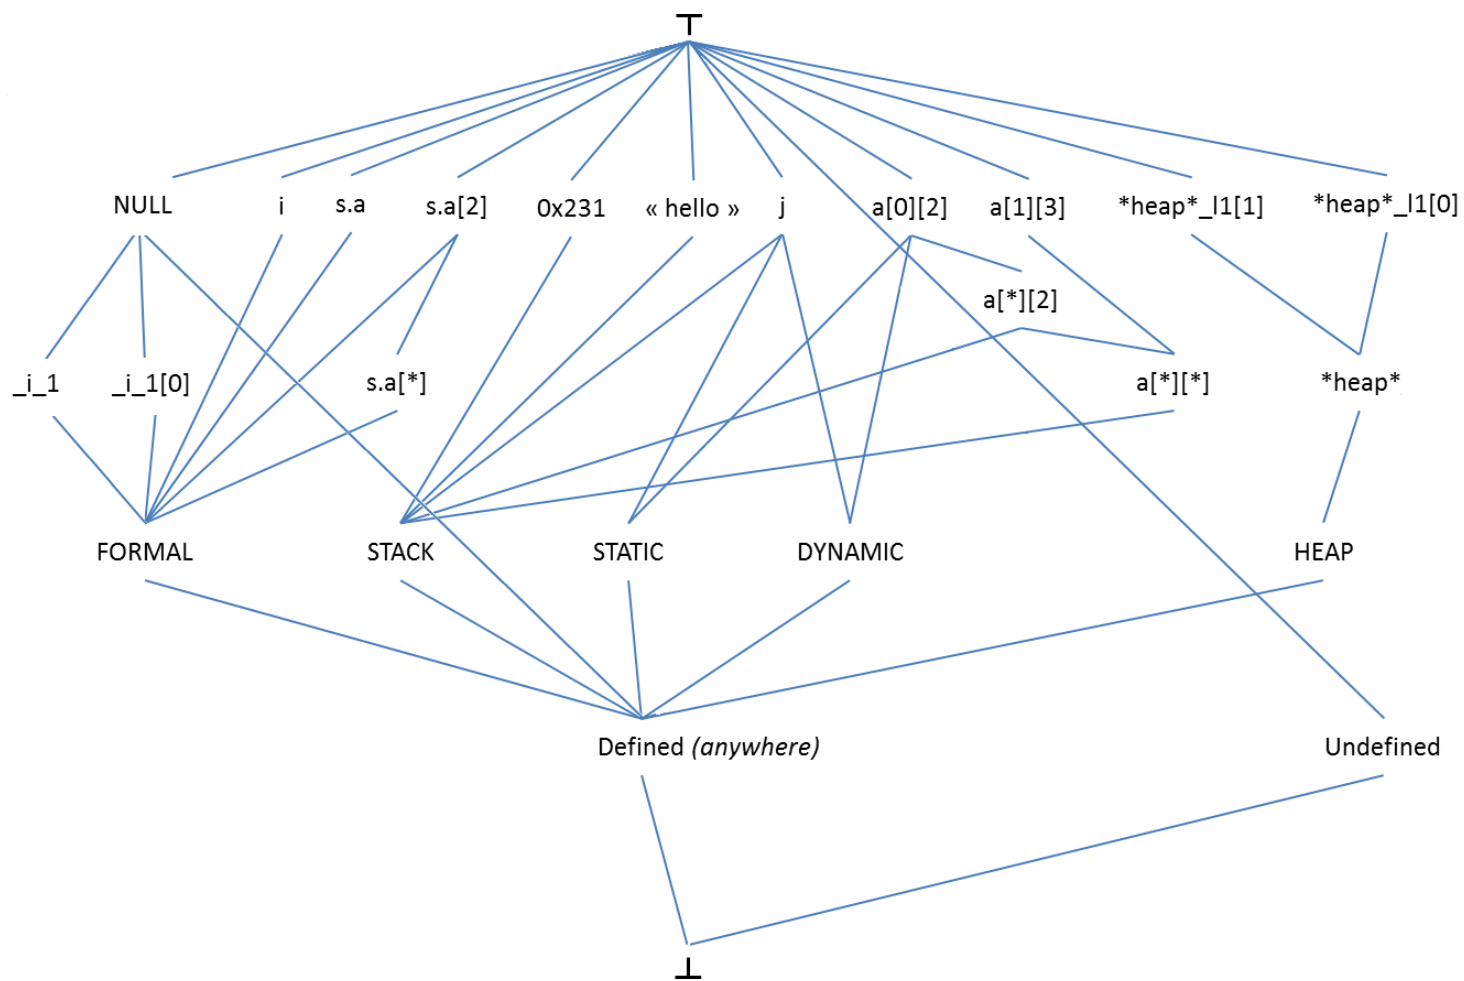 ⊤
NULL i s.a s.a[2] 0x231 « hello » j a[0][2] a[1][3] *heap*_l1[1] *heap*_l1[0]
a[*][2]
_i_1 _i_1[0] s.a[*] a[*][*] *heap*
FORMAL STACK STATIC DYNAMIC HEAP
Defined (anywhere) Undefined
⊥